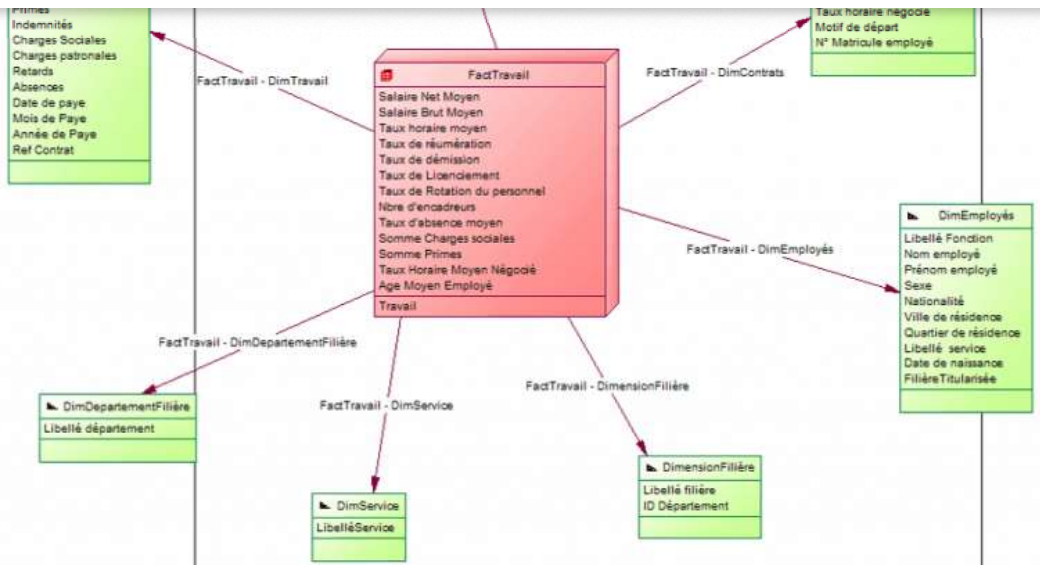 Primes
Indemnités
Charges Sociales
Charges patronales
Retards
Absences
Date de paye
Mois de Paye
Année de Paye
Ref Contrat
Taux horaire négocié
Motif de départ
N° Matricule employé
FactTravail - DimTravail
FactTravail - DimContrats
FactTravail
Salaire Net Moyen
Salaire Brut Moyen
Taux horaire moyen
Taux de réumération
Taux de démission
Taux de Licenciement
Taux de Rotation du personnel
Nbre d'encadreurs
Taux d'absence moyen
Somme Charges sociales
Somme Primes
Taux Horaire Moyen Négocié
Age Moyen Employé
Travail
FactTravail - DimEmployés
DimEmployés
Libellé Fonction
Nom employé
Prénom employé
Sexe
Nationalité
Ville de résidence
Quartier de résidence
Libellé service
Date de naissance
FilièreTitularisée
FactTravail - DimDepartementFilière
FactTravail - DimService
FactTravail - DimensionFilière
DimDepartementFilière
Libellé département
DimService
LibelléService
DimensionFilière
Libellé filière
ID Département